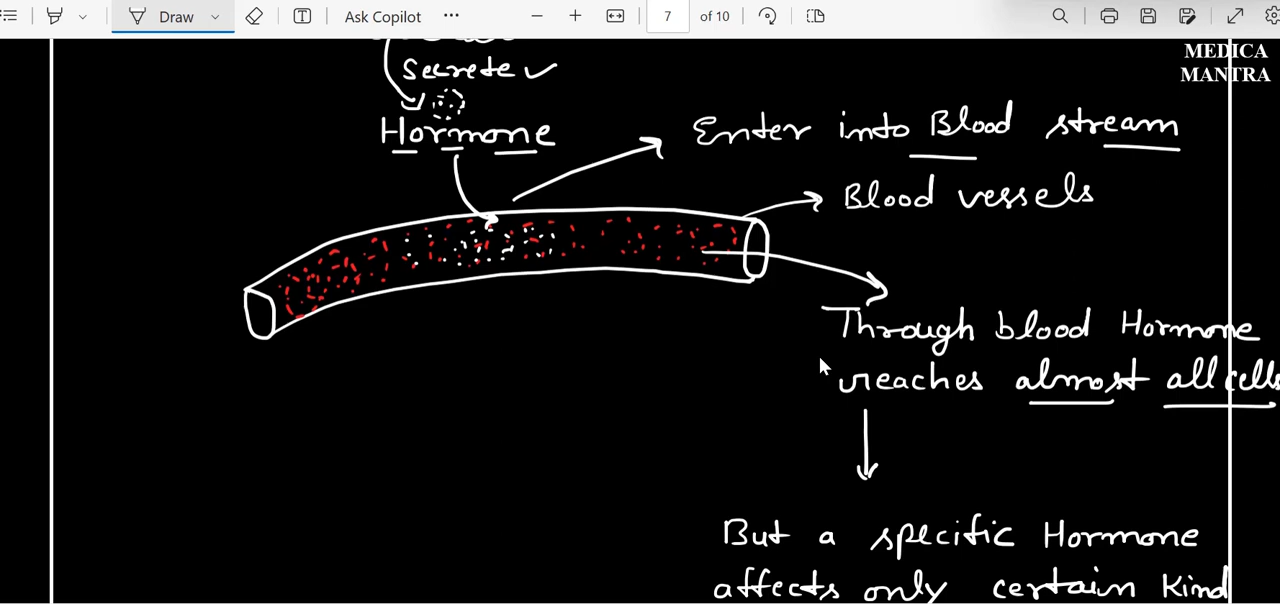 Draw
Ask Copilot
7 of 10
MEDICA
MANTRA
Secrete ✓
Hormone
Enter into Blood stream
Blood vessels
Through blood Hormone
reaches almost all cells
But a specific Hormone
affects only certain Kind